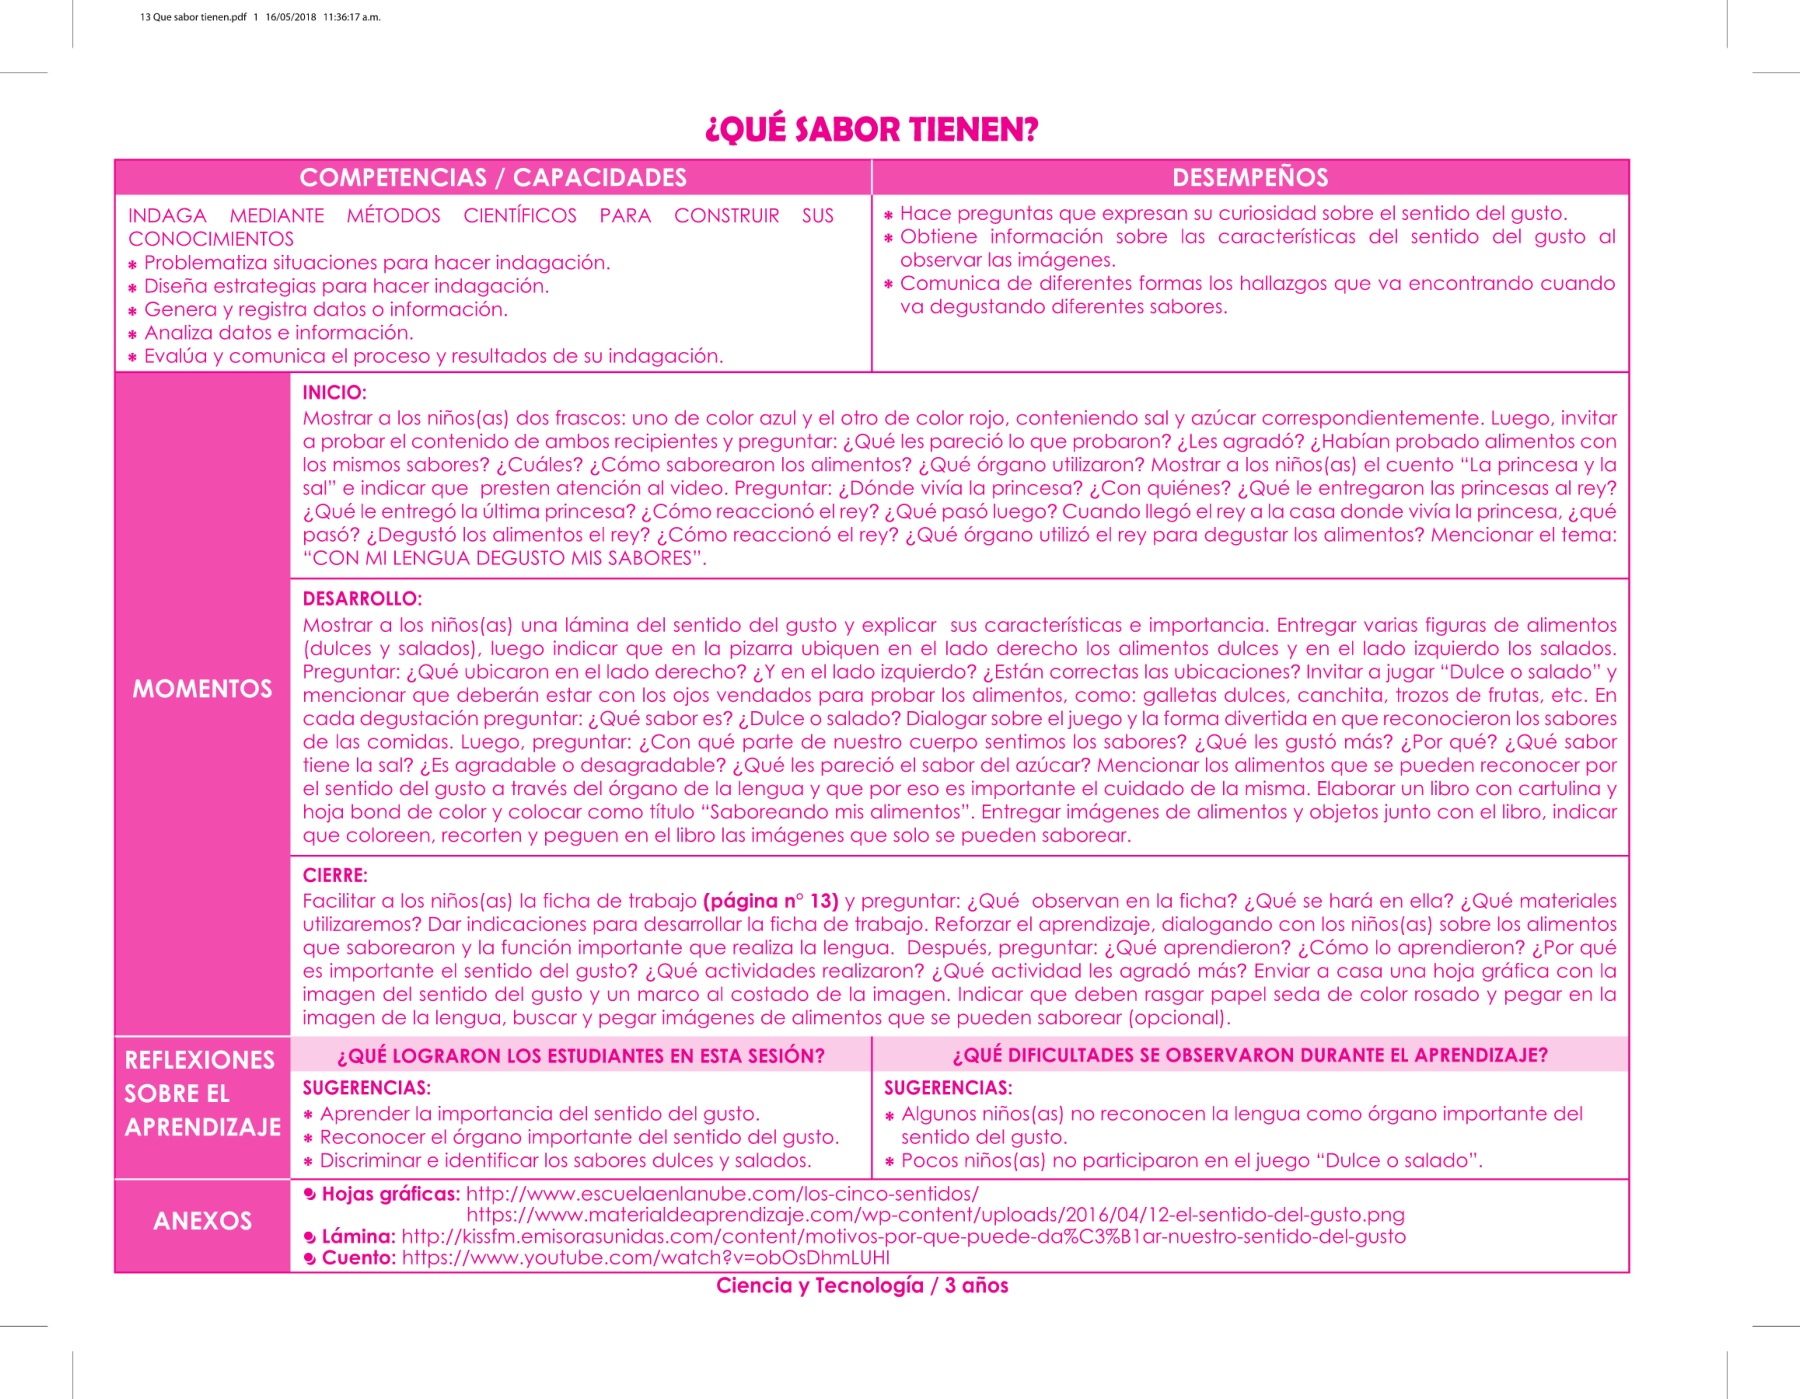 13 Que sabor tienen.pdf   1   16/05/2018   11:36:17 a.m.
¿QUÉ SABOR TIENEN?
COMPETENCIAS / CAPACIDADES
INDAGA MEDIANTE MÉTODOS CIENTÍFICOS PARA CONSTRUIR SUS
CONOCIMIENTOS
* Problematiza situaciones para hacer indagación.
* Diseña estrategias para hacer indagación.
* Genera y registra datos o información.
* Analiza datos e información.
* Evalúa y comunica el proceso y resultados de su indagación.
DESEMPEÑOS
* Hace preguntas que expresan su curiosidad sobre el sentido del gusto.
* Obtiene información sobre las características del sentido del gusto al
observar las imágenes.
* Comunica de diferentes formas los hallazgos que va encontrando cuando
va degustando diferentes sabores.
MOMENTOS
INICIO:
Mostrar a los niños(as) dos frascos: uno de color azul y el otro de color rojo, conteniendo sal y azúcar correspondientemente. Luego, invitar
a probar el contenido de ambos recipientes y preguntar: ¿Qué les pareció lo que probaron? ¿Les agradó? ¿Habían probado alimentos con
los mismos sabores? ¿Cuáles? ¿Cómo saborearon los alimentos? ¿Qué órgano utilizaron? Mostrar a los niños(as) el cuento “La princesa y la
sal” e indicar que  presten atención al video. Preguntar: ¿Dónde vivía la princesa? ¿Con quiénes? ¿Qué le entregaron las princesas al rey?
¿Qué le entregó la última princesa? ¿Cómo reaccionó el rey? ¿Qué pasó luego? Cuando llegó el rey a la casa donde vivía la princesa, ¿qué
pasó? ¿Degustó los alimentos el rey? ¿Cómo reaccionó el rey? ¿Qué órgano utilizó el rey para degustar los alimentos? Mencionar el tema:
“CON MI LENGUA DEGUSTO MIS SABORES”.
DESARROLLO:
Mostrar a los niños(as) una lámina del sentido del gusto y explicar  sus características e importancia. Entregar varias figuras de alimentos
(dulces y salados), luego indicar que en la pizarra ubiquen en el lado derecho los alimentos dulces y en el lado izquierdo los salados.
Preguntar: ¿Qué ubicaron en el lado derecho? ¿Y en el lado izquierdo? ¿Están correctas las ubicaciones? Invitar a jugar “Dulce o salado” y
mencionar que deberán estar con los ojos vendados para probar los alimentos, como: galletas dulces, canchita, trozos de frutas, etc. En
cada degustación preguntar: ¿Qué sabor es? ¿Dulce o salado? Dialogar sobre el juego y la forma divertida en que reconocieron los sabores
de las comidas. Luego, preguntar: ¿Con qué parte de nuestro cuerpo sentimos los sabores? ¿Qué les gustó más? ¿Por qué? ¿Qué sabor
tiene la sal? ¿Es agradable o desagradable? ¿Qué les pareció el sabor del azúcar? Mencionar los alimentos que se pueden reconocer por
el sentido del gusto a través del órgano de la lengua y que por eso es importante el cuidado de la misma. Elaborar un libro con cartulina y
hoja bond de color y colocar como título “Saboreando mis alimentos”. Entregar imágenes de alimentos y objetos junto con el libro, indicar
que coloreen, recorten y peguen en el libro las imágenes que solo se pueden saborear.
CIERRE:
Facilitar a los niños(as) la ficha de trabajo (página n° 13) y preguntar: ¿Qué  observan en la ficha? ¿Qué se hará en ella? ¿Qué materiales
utilizaremos? Dar indicaciones para desarrollar la ficha de trabajo. Reforzar el aprendizaje, dialogando con los niños(as) sobre los alimentos
que saborearon y la función importante que realiza la lengua.  Después, preguntar: ¿Qué aprendieron? ¿Cómo lo aprendieron? ¿Por qué
es importante el sentido del gusto? ¿Qué actividades realizaron? ¿Qué actividad les agradó más? Enviar a casa una hoja gráfica con la
imagen del sentido del gusto y un marco al costado de la imagen. Indicar que deben rasgar papel seda de color rosado y pegar en la
imagen de la lengua, buscar y pegar imágenes de alimentos que se pueden saborear (opcional).
REFLEXIONES
SOBRE EL
APRENDIZAJE
¿QUÉ LOGRARON LOS ESTUDIANTES EN ESTA SESIÓN?
SUGERENCIAS:
* Aprender la importancia del sentido del gusto.
* Reconocer el órgano importante del sentido del gusto.
* Discriminar e identificar los sabores dulces y salados.
¿QUÉ DIFICULTADES SE OBSERVARON DURANTE EL APRENDIZAJE?
SUGERENCIAS:
* Algunos niños(as) no reconocen la lengua como órgano importante del
sentido del gusto.
* Pocos niños(as) no participaron en el juego “Dulce o salado”.
ANEXOS
Hojas gráficas: http://www.escuelaenlanube.com/los-cinco-sentidos/
https://www.materialdeaprendizaje.com/wp-content/uploads/2016/04/12-el-sentido-del-gusto.png
Lámina: http://kissfm.emisorasunidas.com/content/motivos-por-que-puede-da%C3%B1ar-nuestro-sentido-del-gusto
Cuento: https://www.youtube.com/watch?v=obOsDhmLUHI
Ciencia y Tecnología / 3 años